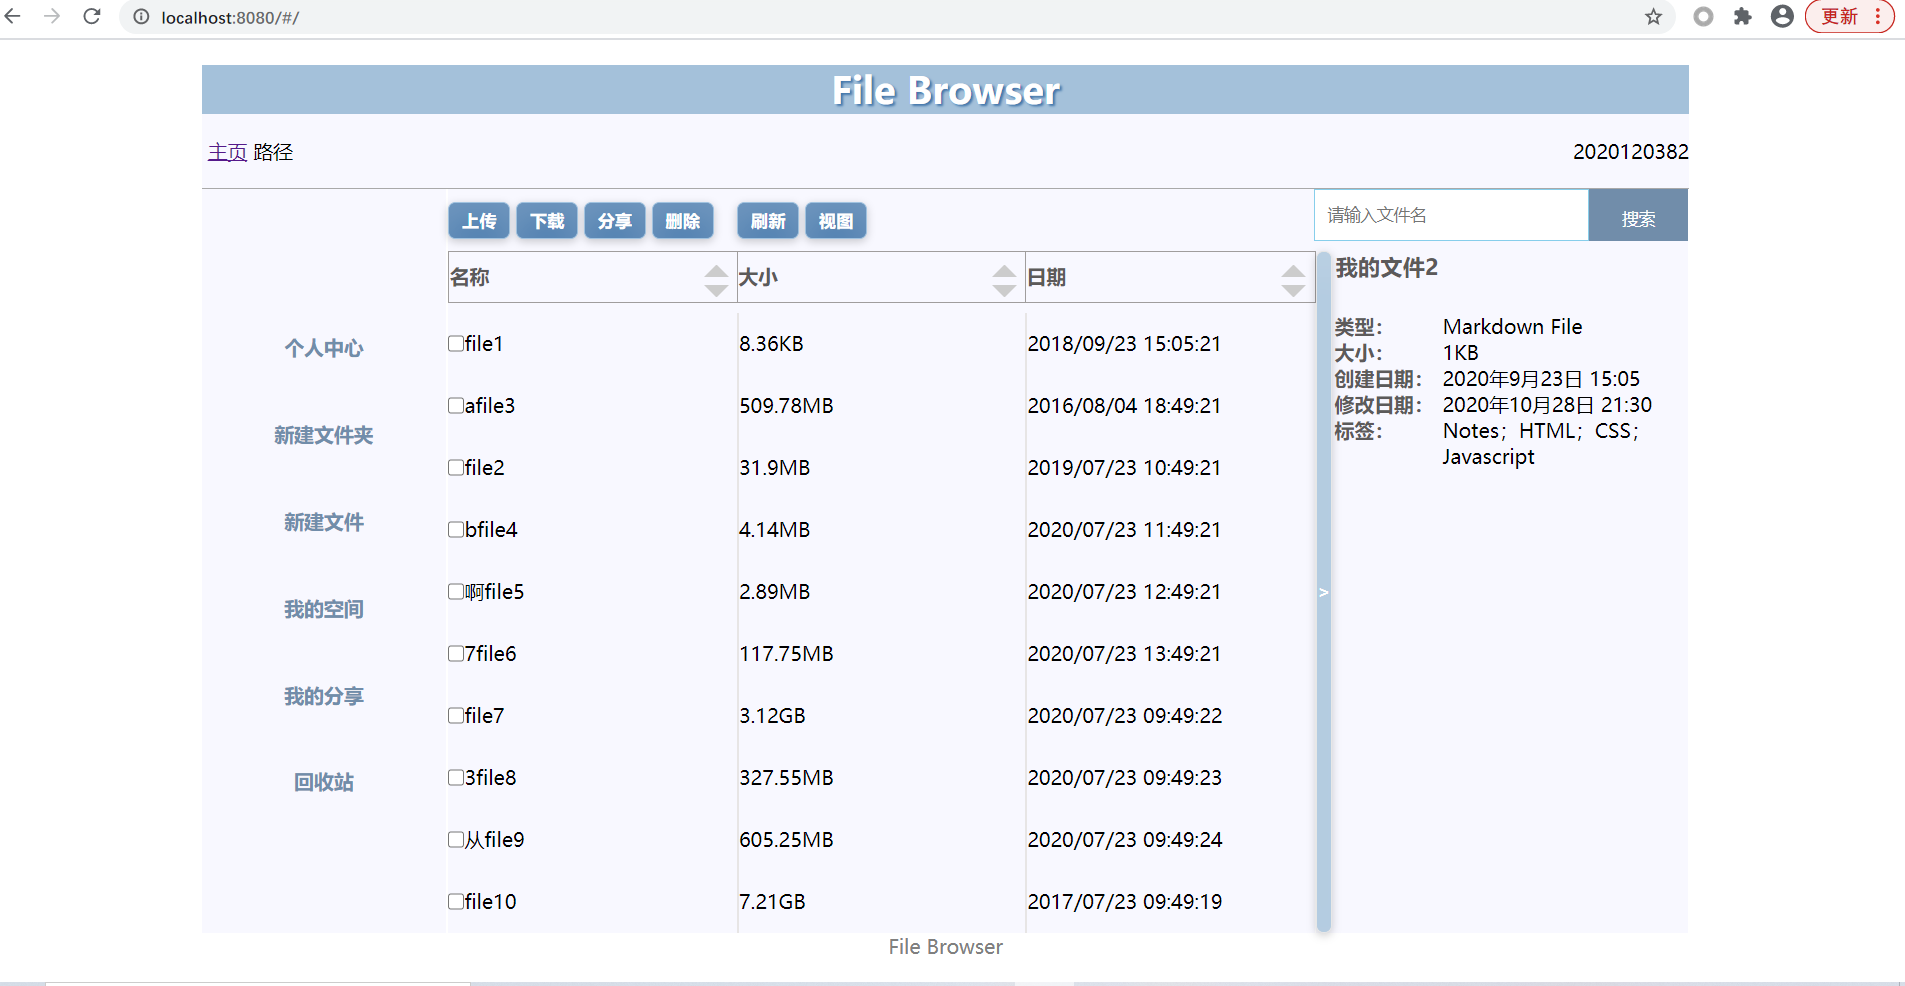 localhost:8080/#/
更新
File Browser
主页 路径
2020120382
上传 下载 分享 删除 刷新 视图
请输入文件名 搜索
个人中心
新建文件夹
新建文件
我的空间
我的分享
回收站
名称 大小 日期
file1 8.36KB 2018/09/23 15:05:21
afile3 509.78MB 2016/08/04 18:49:21
file2 31.9MB 2019/07/23 10:49:21
bfile4 4.14MB 2020/07/23 11:49:21
啊file5 2.89MB 2020/07/23 12:49:21
7file6 117.75MB 2020/07/23 13:49:21
file7 3.12GB 2020/07/23 09:49:22
3file8 327.55MB 2020/07/23 09:49:23
从file9 605.25MB 2020/07/23 09:49:24
file10 7.21GB 2017/07/23 09:49:19
>
我的文件2
类型： Markdown File
大小： 1KB
创建日期： 2020年9月23日 15:05
修改日期： 2020年10月28日 21:30
标签： Notes；HTML；CSS；
Javascript
File Browser